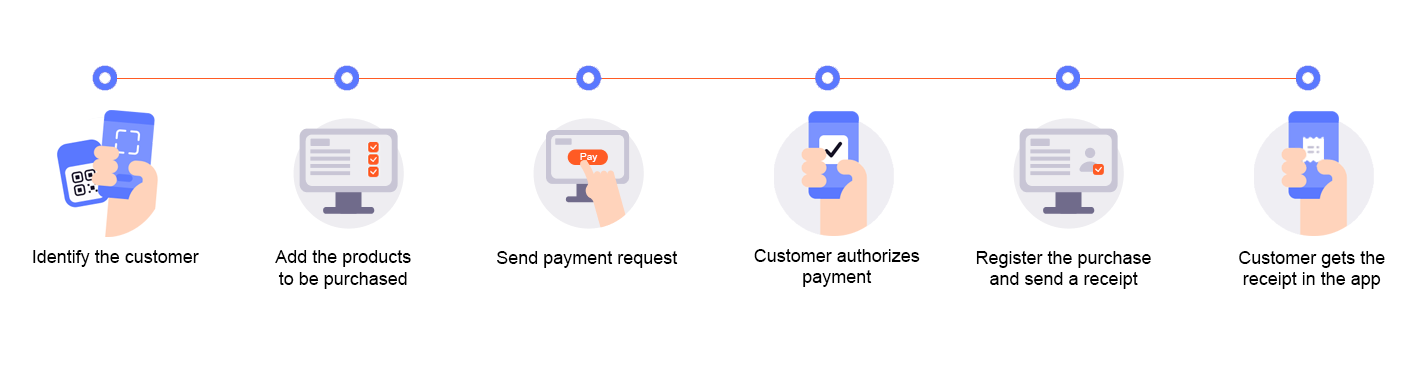 Pay
Identify the customer
Add the products
to be purchased
Send payment request
Customer authorizes
payment
Register the purchase
and send a receipt
Customer gets the
receipt in the app